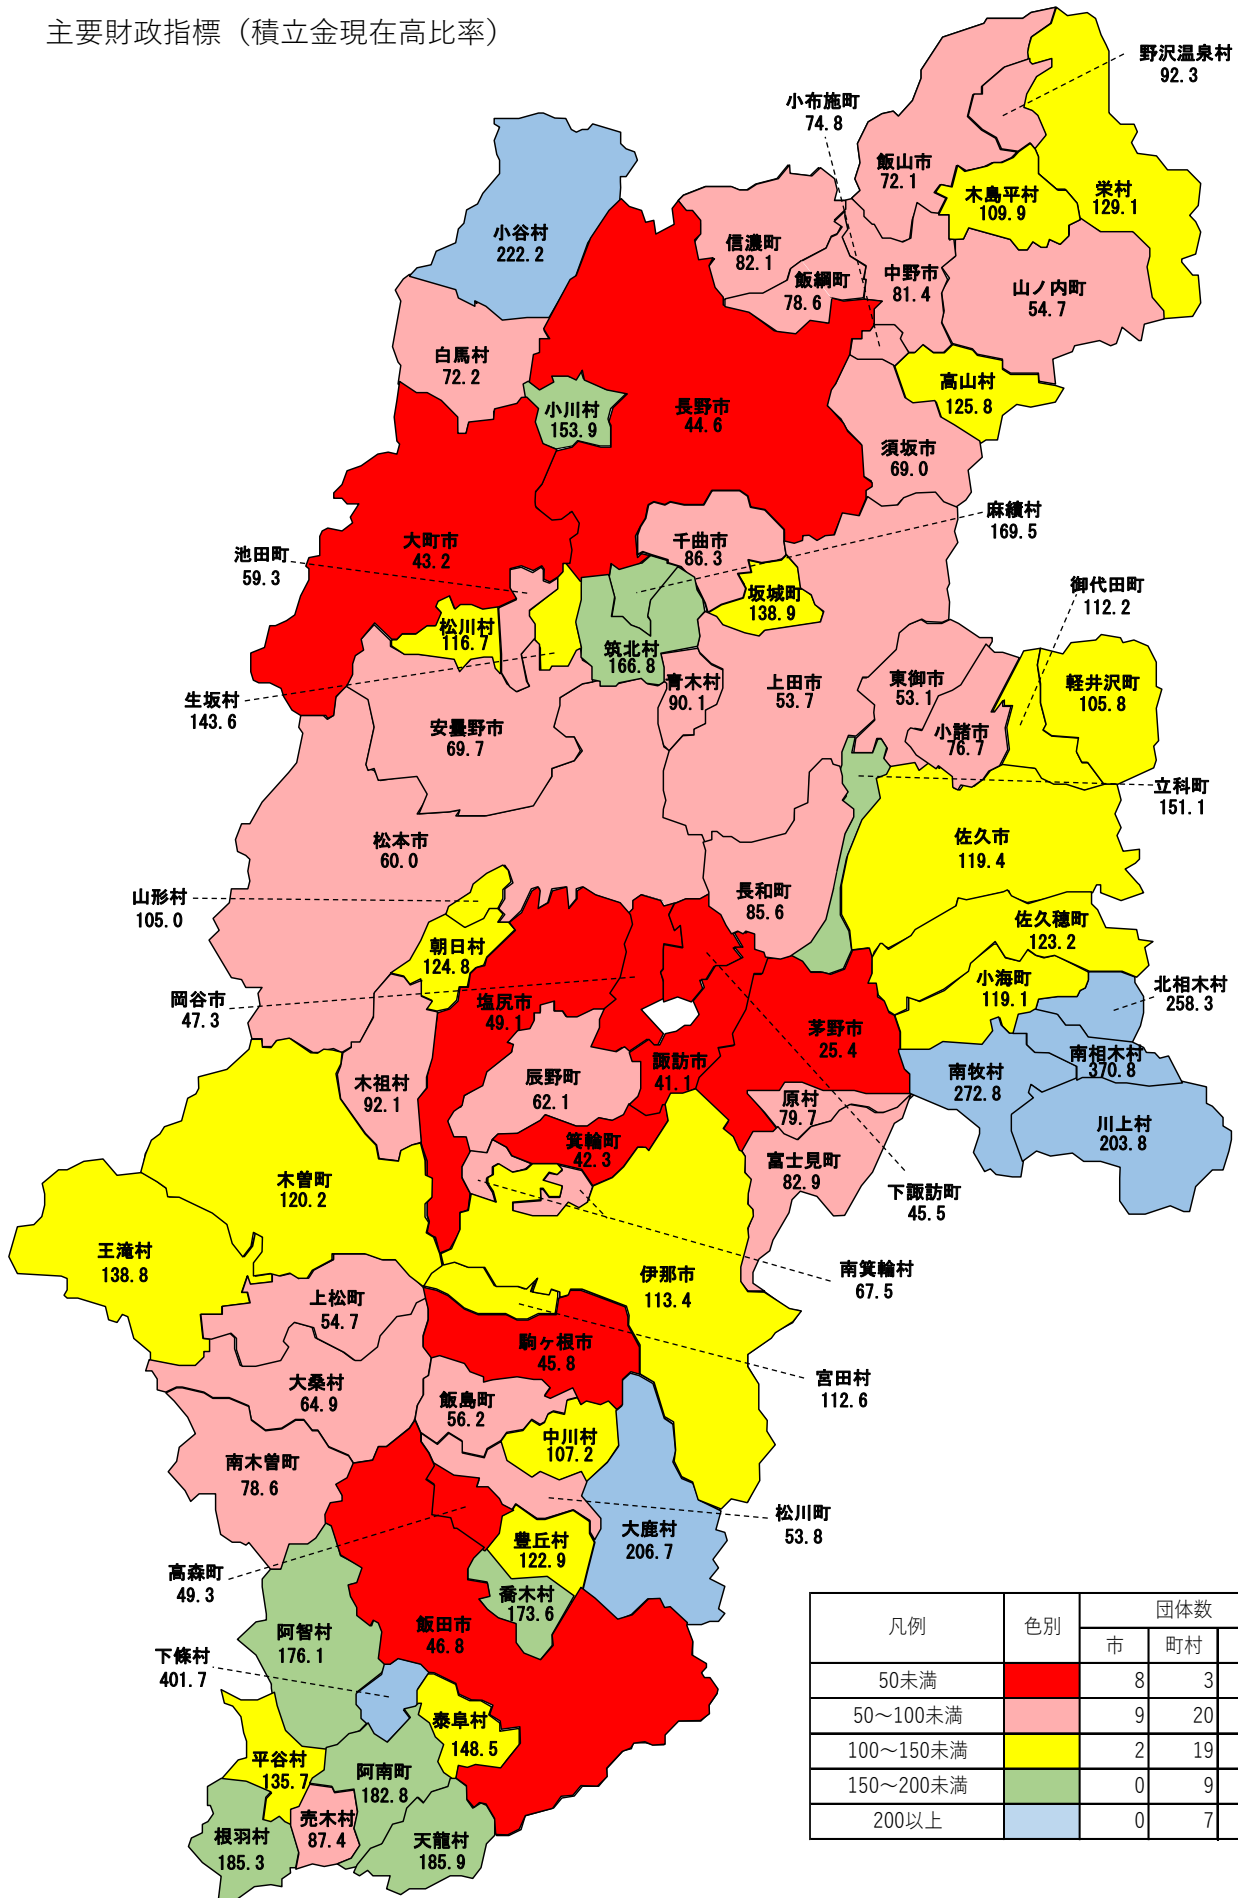 主要財政指標（積立金現在高比率）
野沢温泉村
92.3
小布施町
74.8
飯山市
72.1
木島平村
109.9
栄村
129.1
小谷村
222.2
信濃町
82.1
飯綱町
78.6
中野市
81.4
山ノ内町
54.7
白馬村
72.2
高山村
125.8
小川村
153.9
長野市
44.6
須坂市
69.0
麻績村
169.5
大町市
43.2
千曲市
86.3
池田町
59.3
坂城町
138.9
御代田町
112.2
松川村
116.7
筑北村
166.8
青木村
90.1
上田市
53.7
東御市
53.1
軽井沢町
105.8
生坂村
143.6
安曇野市
69.7
小諸市
76.7
立科町
151.1
松本市
60.0
佐久市
119.4
山形村
105.0
長和町
85.6
佐久穂町
123.2
朝日村
124.8
小海町
119.1
北相木村
258.3
岡谷市
47.3
塩尻市
49.1
茅野市
25.4
南相木村
370.8
諏訪市
41.1
南牧村
272.8
木祖村
92.1
辰野町
62.1
原村
79.7
川上村
203.8
箕輪町
42.3
富士見町
82.9
木曽町
120.2
下諏訪町
45.5
王滝村
138.8
南箕輪村
67.5
伊那市
113.4
上松町
54.7
駒ヶ根市
45.8
宮田村
112.6
大桑村
64.9
飯島町
56.2
中川村
107.2
南木曽町
78.6
松川町
53.8
大鹿村
206.7
豊丘村
122.9
高森町
49.3
喬木村
173.6
飯田市
46.8
阿智村
176.1
下條村
401.7
泰阜村
148.5
平谷村
135.7
阿南町
182.8
売木村
87.4
根羽村
185.3
天龍村
185.9
凡例 色別 団体数
市 町村
50未満 8 3
50～100未満 9 20
100～150未満 2 19
150～200未満 0 9
200以上 0 7